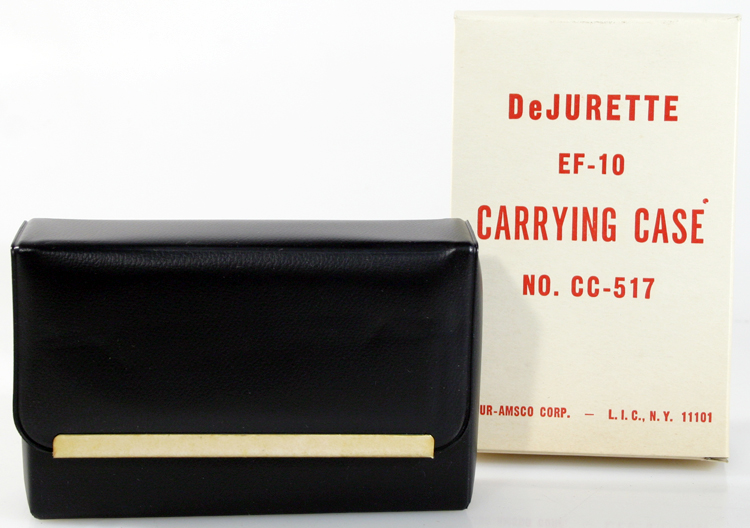 DeJURETTE
EF-10
CARRYING CASE
NO. CC-517
UR-AMSCO CORP. — L.I.C., N.Y. 11101